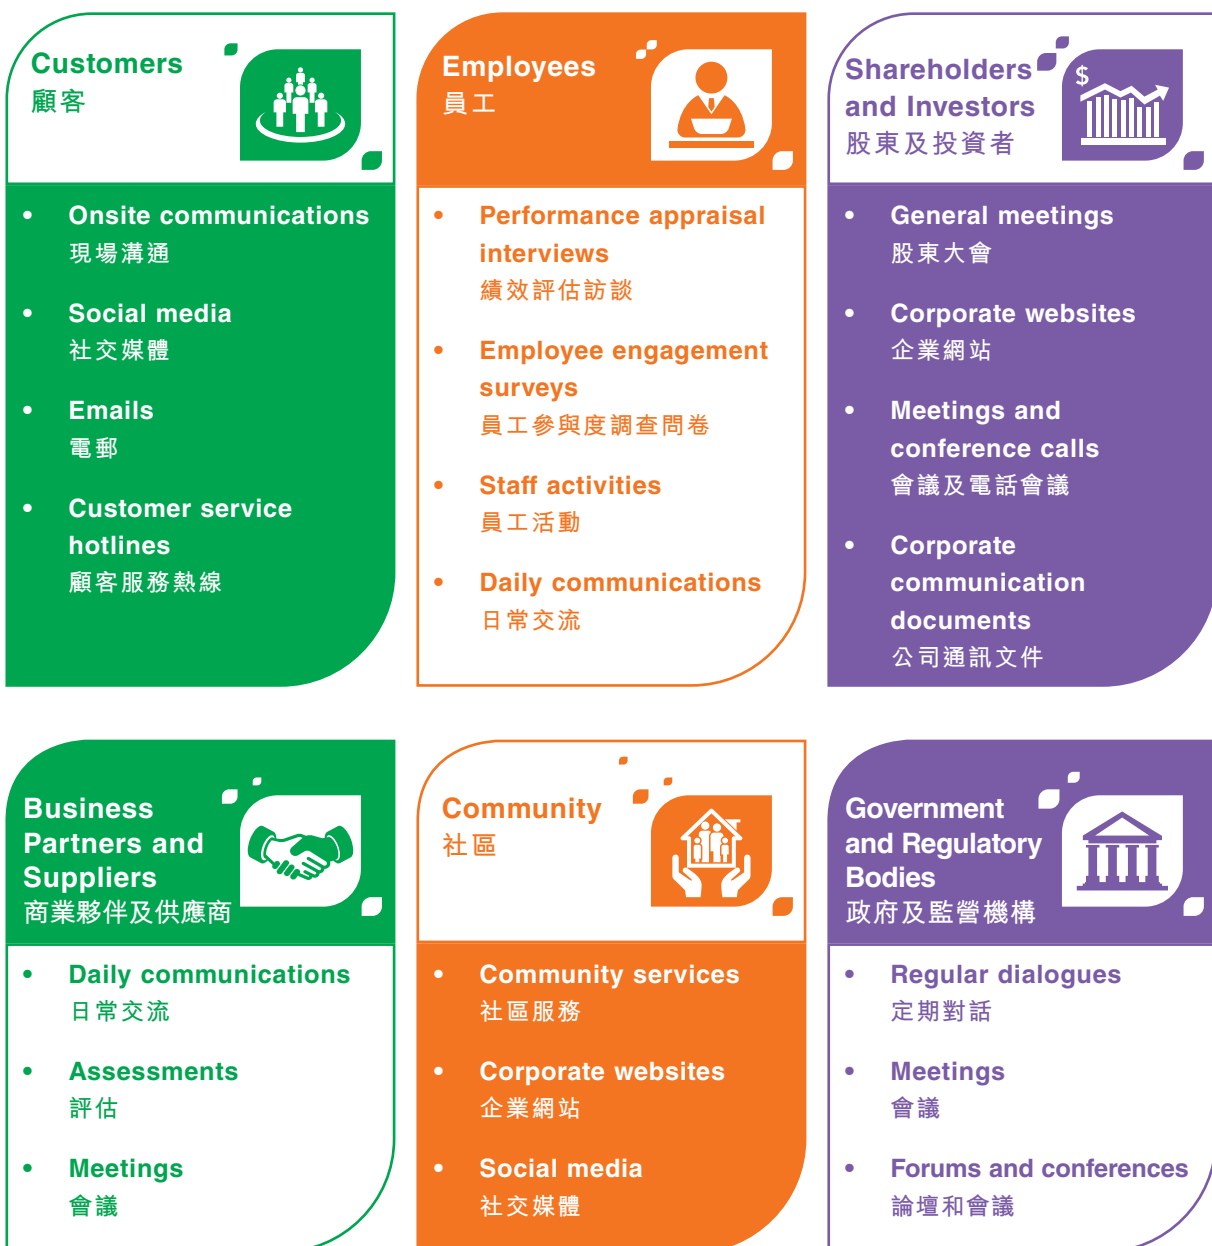 Customers
顧客
• Onsite communications
現場溝通
• Social media
社交媒體
• Emails
電郵
• Customer service
hotlines
顧客服務熱線
Employees
員工
• Performance appraisal
interviews
績效評估訪談
• Employee engagement
surveys
員工參與度調查問卷
• Staff activities
員工活動
• Daily communications
日常交流
Shareholders
and Investors
股東及投資者
$
• General meetings
股東大會
• Corporate websites
企業網站
• Meetings and
conference calls
會議及電話會議
• Corporate
communication
documents
公司通訊文件
Business
Partners and
Suppliers
商業夥伴及供應商
• Daily communications
日常交流
• Assessments
評估
• Meetings
會議
Community
社區
• Community services
社區服務
• Corporate websites
企業網站
• Social media
社交媒體
Government
and Regulatory
Bodies
政府及監營機構
• Regular dialogues
定期對話
• Meetings
會議
• Forums and conferences
論壇和會議